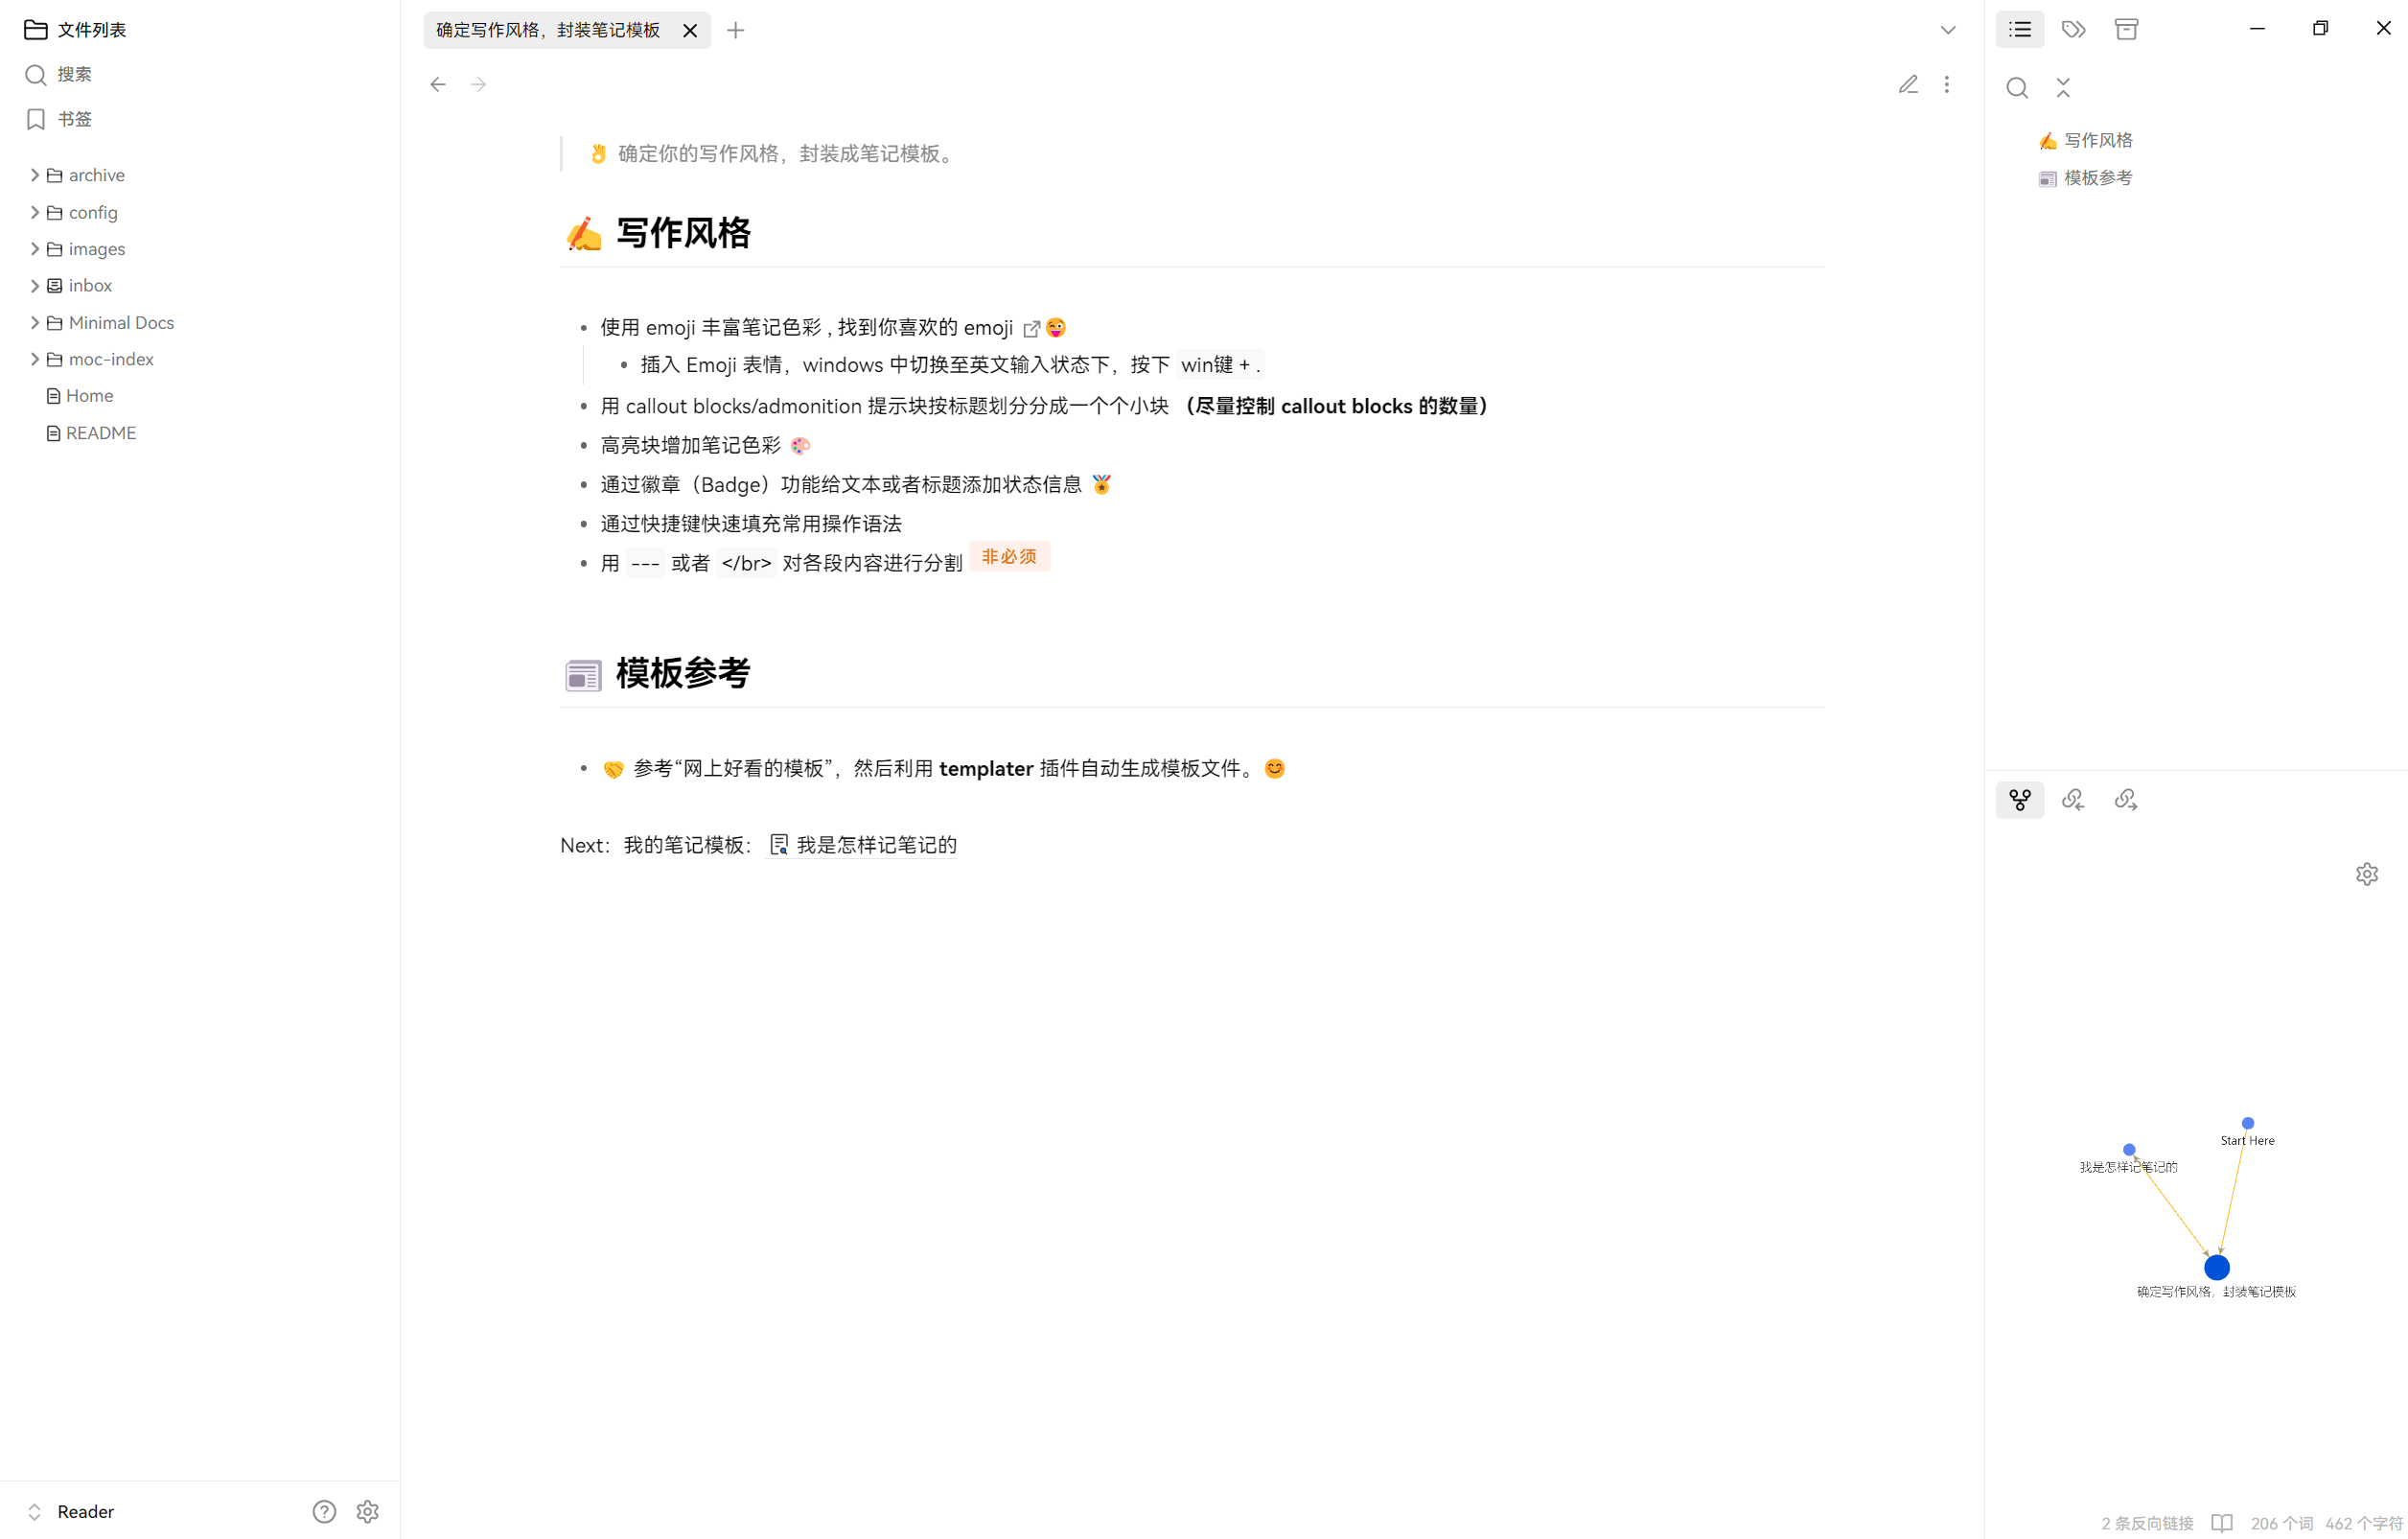 文件列表
搜索
书签
archive
config
images
inbox
Minimal Docs
moc-index
Home
README
Reader
确定写作风格，封装笔记模板
👌 确定你的写作风格，封装成笔记模板。
✍️ 写作风格
使用 emoji 丰富笔记色彩 , 找到你喜欢的 emoji 😜
插入 Emoji 表情，windows 中切换至英文输入状态下，按下 win键 + .
用 callout blocks/admonition 提示块按标题划分分成一个个小块 （尽量控制 callout blocks 的数量）
高亮块增加笔记色彩 🎨
通过徽章（Badge）功能给文本或者标题添加状态信息 🏅
通过快捷键快速填充常用操作语法
用 --- 或者 </br> 对各段内容进行分割 非必须
📰 模板参考
🤝 参考“网上好看的模板”，然后利用 templater 插件自动生成模板文件。😊
Next：我的笔记模板： 我是怎样记笔记的
✍️ 写作风格
📰 模板参考
Start Here
我是怎样记笔记的
确定写作风格，封装笔记模板
2 条反向链接 206 个词 462 个字符